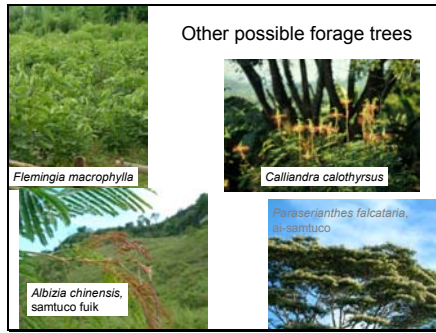 Other possible forage trees
Flemingia macrophylla
Calliandra calothyrsus
Albizia chinensis,
samtuco fuik
Paraserianthes falcataria,
ai-samtuco